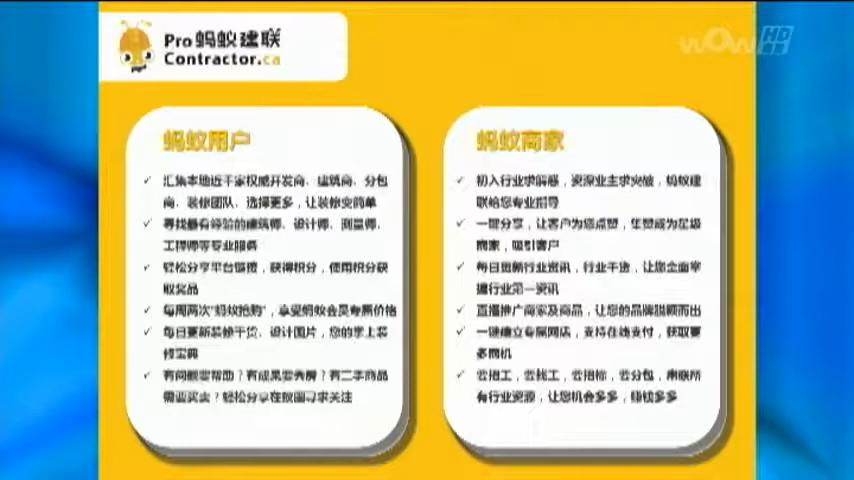 Pro 蚂蚁建联
Contractor.ca
WOW HD
蚂蚁用户
汇集本地近千家权威开发商、建筑商、分包
商、装修团队、选择更多，让装修变简单
寻找最有经验的建筑师、设计师、测量师、
工程师等专业服务
轻松分享平台链接，获得积分，使用积分获
取奖品
每周两次"蚂蚁抢购"，享受蚂蚁会员专属价格
每日更新装修干货、设计图片，您的掌上装
修宝典
有问题要帮助？有成果要秀屏？有二手商品
需要买卖？轻松分享在蚁圈寻求关注
蚂蚁商家
初入行业求解惑，资深业主求突破，蚂蚁建
联给您专业指导
一键分享，让客户为您点赞，集赞成为星级
商家，吸引客户
每日更新行业资讯，行业干货，让您全面掌
握行业第一资讯
直播推广商家及商品，让您的品牌脱颖而出
一键建立专属网店，支持在线支付，获取更
多商机
要招工，要找工，要招标，要分包，串联所
有行业资源，让您机会多多，赚钱多多